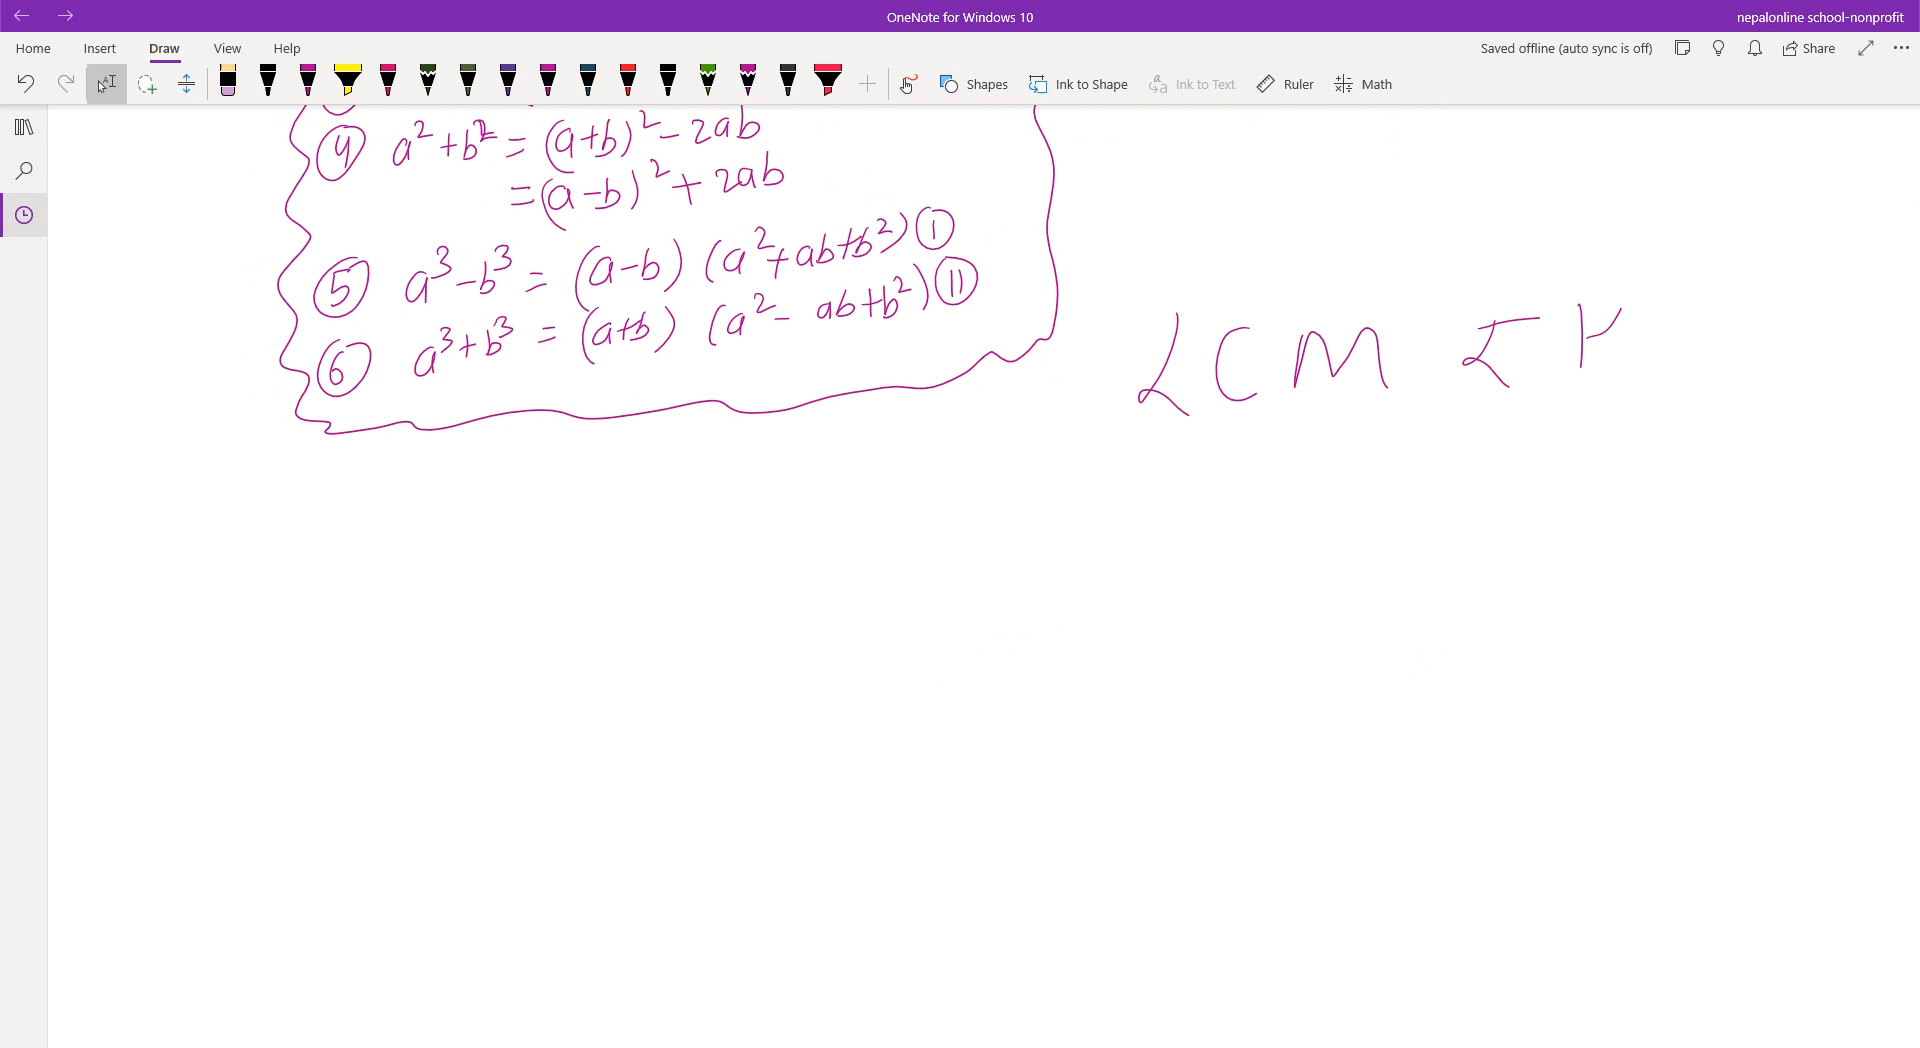 OneNote for Windows 10
nepalonline school-nonprofit
Home Insert Draw View Help
Saved offline (auto sync is off) Share
Shapes Ink to Shape Ink to Text Ruler Math
④ a²+b² = (a+b)² - 2ab
= (a-b)² + 2ab
⑤ a³-b³ = (a-b) (a²+ab+b²) Ⓘ
⑥ a³+b³ = (a+b) (a²- ab+b²) ⑪
LCM